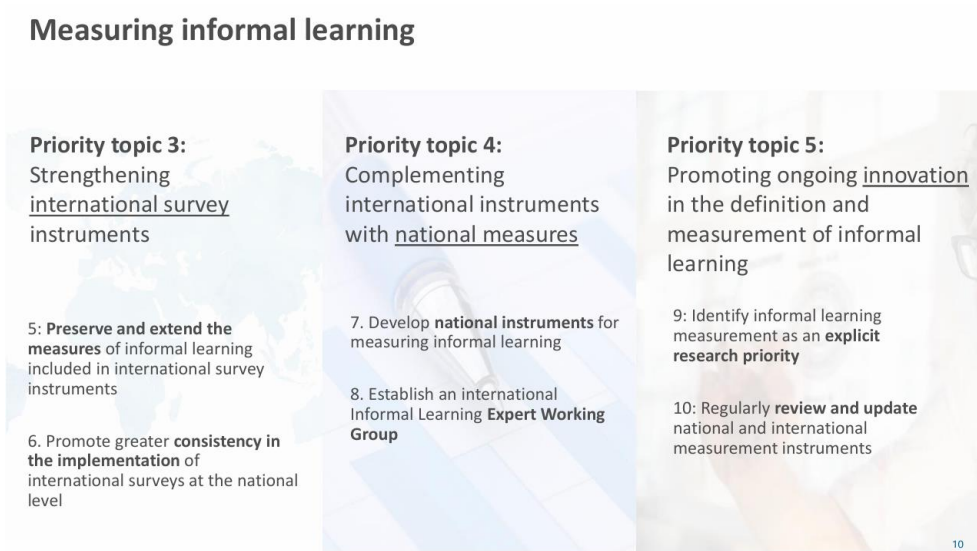 Measuring informal learning
Priority topic 3:
Strengthening
international survey
instruments
5: Preserve and extend the
measures of informal learning
included in international survey
instruments
6. Promote greater consistency in
the implementation of
international surveys at the national
level
Priority topic 4:
Complementing
international instruments
with national measures
7. Develop national instruments for
measuring informal learning
8. Establish an international
Informal Learning Expert Working
Group
Priority topic 5:
Promoting ongoing innovation
in the definition and
measurement of informal
learning
9: Identify informal learning
measurement as an explicit
research priority
10: Regularly review and update
national and international
measurement instruments
10